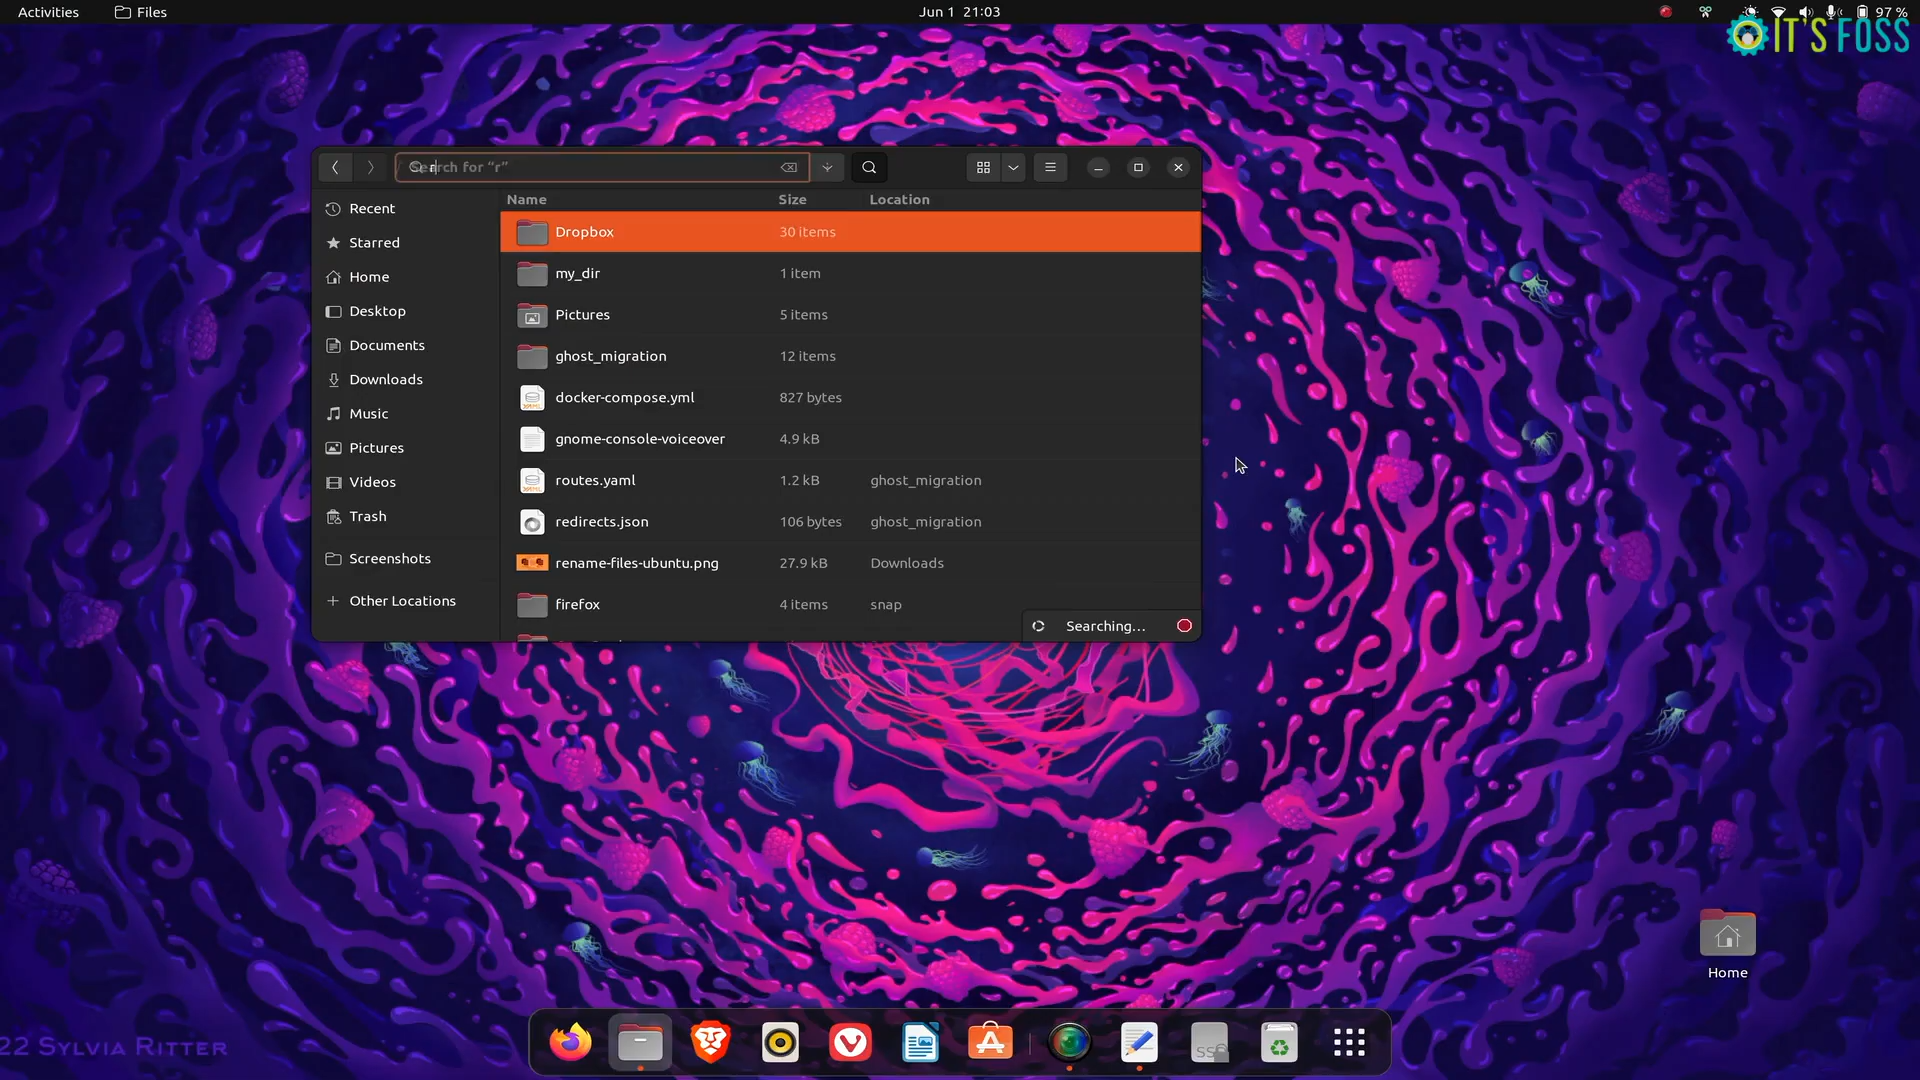 Activities
Files
Jun 1 21:03
97 %
IT'S FOSS
Search for “r”
Name Size Location
Recent
Starred
Home
Desktop
Documents
Downloads
Music
Pictures
Videos
Trash
Screenshots
Other Locations
Dropbox 30 items
my_dir 1 item
Pictures 5 items
ghost_migration 12 items
docker-compose.yml 827 bytes
gnome-console-voiceover 4.9 kB
routes.yaml 1.2 kB ghost_migration
redirects.json 106 bytes ghost_migration
rename-files-ubuntu.png 27.9 kB Downloads
firefox 4 items snap
Searching...
Home
22 SYLVIA RITTER